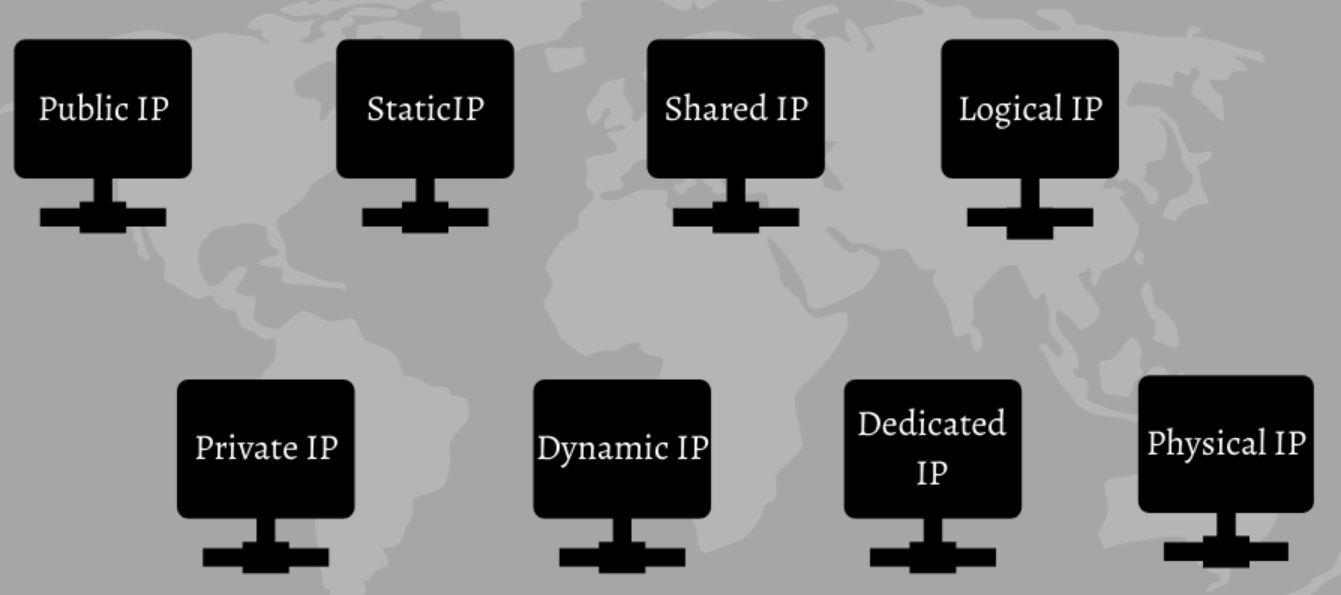 Public IP
StaticIP
Shared IP
Logical IP
Private IP
Dynamic IP
Dedicated
IP
Physical IP